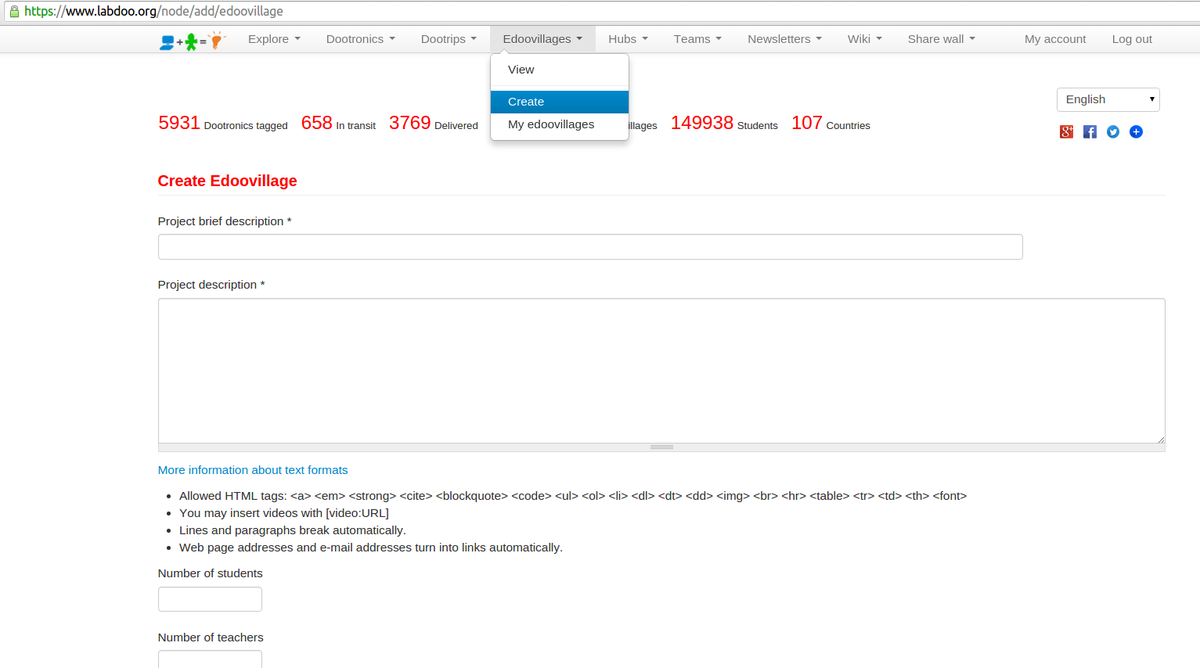 https://www.labdoo.org/node/add/edoovillage
+ = Explore Dootronics Dootrips Edoovillages Hubs Teams Newsletters Wiki Share wall My account Log out
View
Create
My edoovillages
English
5931 Dootronics tagged 658 In transit 3769 Delivered illages 149938 Students 107 Countries
Create Edoovillage
Project brief description *
Project description *
More information about text formats
• Allowed HTML tags: <a> <em> <strong> <cite> <blockquote> <code> <ul> <ol> <li> <dl> <dt> <dd> <img> <br> <hr> <table> <tr> <td> <th> <font>
• You may insert videos with [video:URL]
• Lines and paragraphs break automatically.
• Web page addresses and e-mail addresses turn into links automatically.
Number of students
Number of teachers